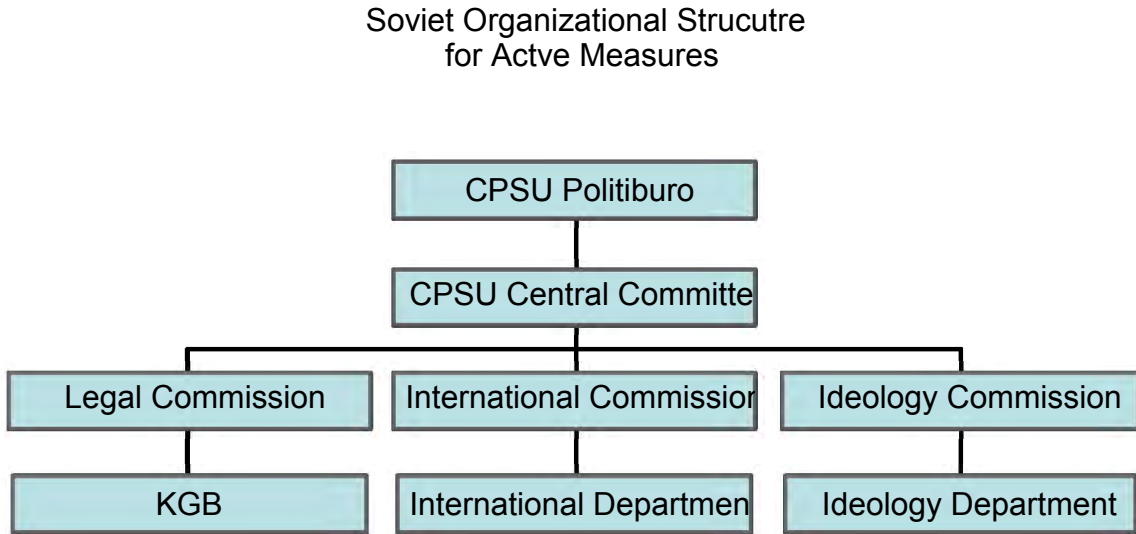 Soviet Organizational Strucutre
for Actve Measures
CPSU Politiburo
CPSU Central Committe
Legal Commission
International Commission
Ideology Commission
KGB
International Departmen
Ideology Department